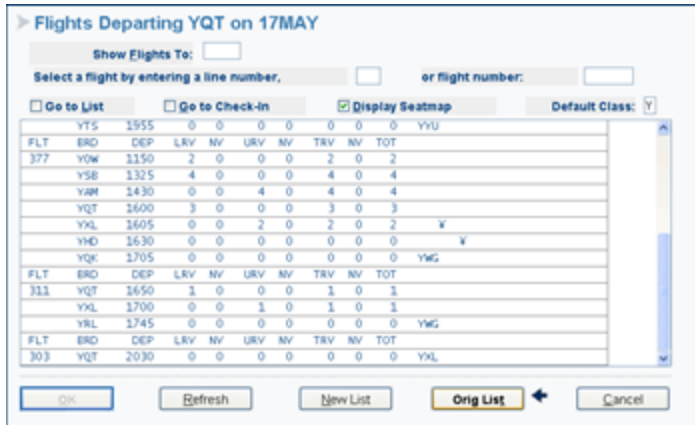 Flights Departing YQT on 17MAY
Show Flights To:
Select a flight by entering a line number, or flight number:
Go to List Go to Check-In Display Seatmap Default Class: Y
YTS 1955 0 0 0 0 0 0 0 YYU
FLT BRD DEP LRV NV URV NV TRV NV TOT
377 YOW 1150 2 0 0 0 2 0 2
YSB 1325 4 0 0 0 4 0 4
YAM 1430 0 0 4 0 4 0 4
YQT 1600 3 0 0 0 3 0 3
YXL 1605 0 0 2 0 2 0 2 ¥
YHD 1630 0 0 0 0 0 0 0 ¥
YQK 1705 0 0 0 0 0 0 0 YWG
FLT BRD DEP LRV NV URV NV TRV NV TOT
311 YQT 1650 1 0 0 0 1 0 1
YXL 1700 0 0 1 0 1 0 1
YRL 1745 0 0 0 0 0 0 0 YWG
FLT BRD DEP LRV NV URV NV TRV NV TOT
303 YQT 2030 0 0 0 0 0 0 0 YXL
OK Refresh New List Orig List Cancel